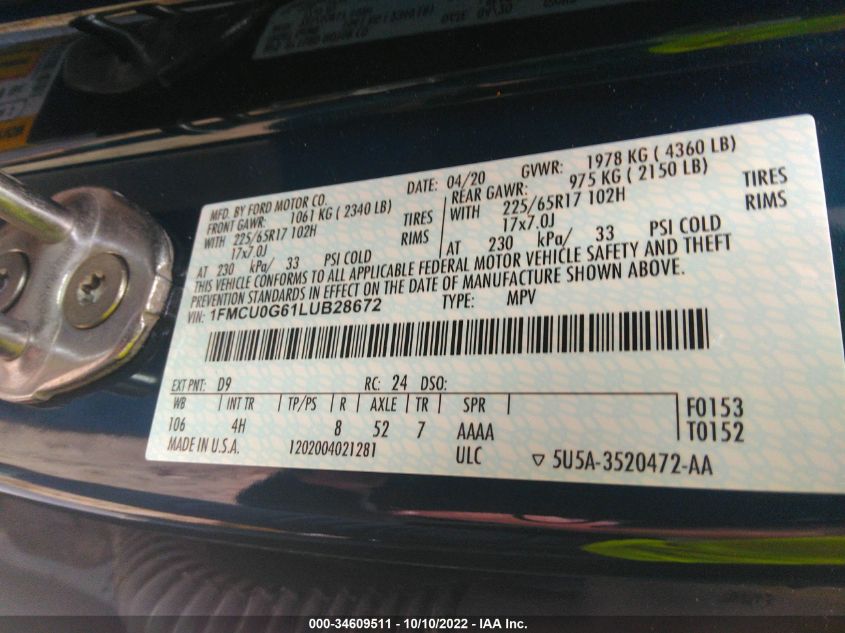 MFD. BY FORD MOTOR CO. DATE: 04/20 GVWR: 1978 KG ( 4360 LB)
FRONT GAWR: 1061 KG ( 2340 LB) REAR GAWR: 975 KG ( 2150 LB)
WITH 225/65R17 102H TIRES WITH 225/65R17 102H TIRES
17x7.0J RIMS 17x7.0J RIMS
AT 230 kPa/ 33 PSI COLD AT 230 kPa/ 33 PSI COLD
THIS VEHICLE CONFORMS TO ALL APPLICABLE FEDERAL MOTOR VEHICLE SAFETY AND THEFT
PREVENTION STANDARDS IN EFFECT ON THE DATE OF MANUFACTURE SHOWN ABOVE.
VIN: 1FMCU0G61LUB28672 TYPE: MPV
EXT PNT: D9 RC: 24 DSO:
WB INT TR TP/PS R AXLE TR SPR F0153
106 4H 8 52 7 AAAA T0152
MADE IN U.S.A. 1202004021281 ULC ▽ 5U5A-3520472-AA
000-34609511 - 10/10/2022 - IAA Inc.